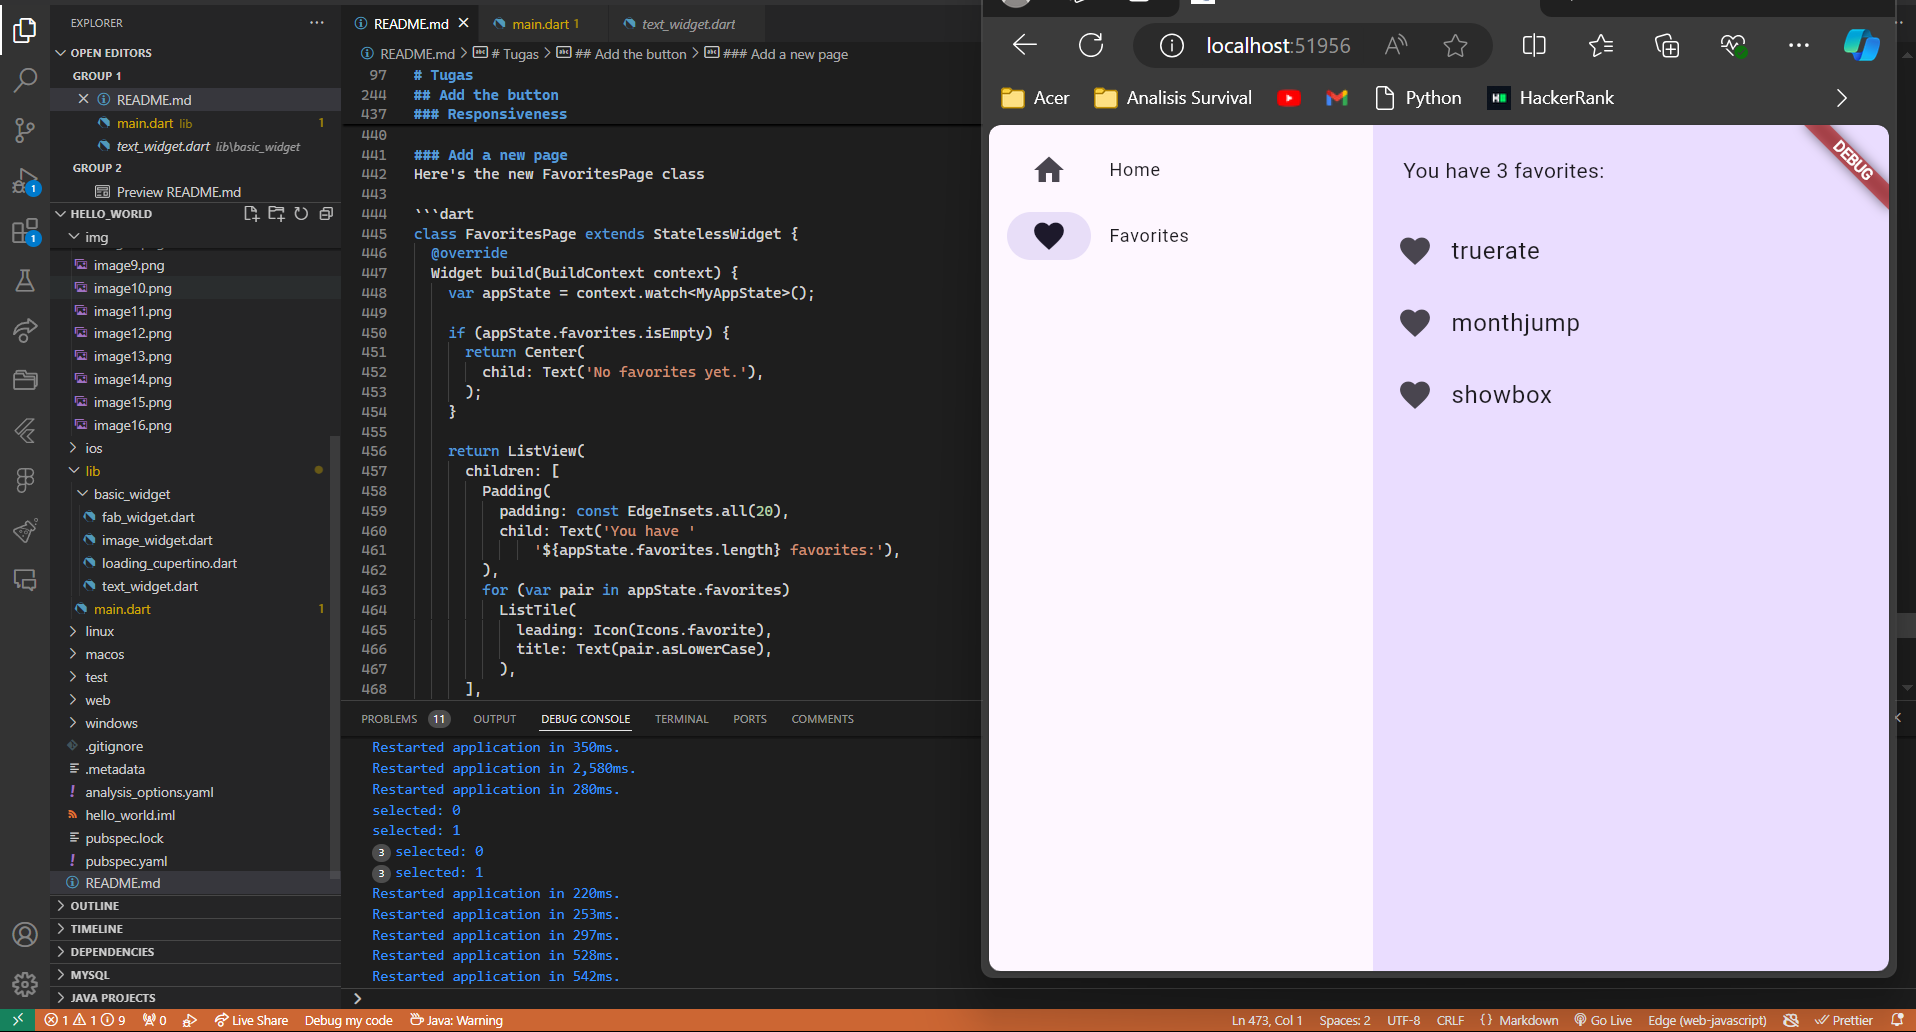 EXPLORER
OPEN EDITORS
GROUP 1
README.md
main.dart lib 1
text_widget.dart lib\basic_widget
GROUP 2
Preview README.md
HELLO_WORLD
img
image9.png
image10.png
image11.png
image12.png
image13.png
image14.png
image15.png
image16.png
ios
lib
basic_widget
fab_widget.dart
image_widget.dart
loading_cupertino.dart
text_widget.dart
main.dart 1
linux
macos
test
web
windows
.gitignore
.metadata
analysis_options.yaml
hello_world.iml
pubspec.lock
pubspec.yaml
README.md
OUTLINE
TIMELINE
DEPENDENCIES
MYSQL
JAVA PROJECTS
1
1
README.md
main.dart 1
text_widget.dart
README.md > # Tugas > ## Add the button > ### Add a new page
97 # Tugas
244 ## Add the button
437 ### Responsiveness
440
441 ### Add a new page
442 Here's the new FavoritesPage class
443
444 ```dart
445 class FavoritesPage extends StatelessWidget {
446 @override
447 Widget build(BuildContext context) {
448 var appState = context.watch<MyAppState>();
449
450 if (appState.favorites.isEmpty) {
451 return Center(
452 child: Text('No favorites yet.'),
453 );
454 }
455
456 return ListView(
457 children: [
458 Padding(
459 padding: const EdgeInsets.all(20),
460 child: Text('You have '
461 '${appState.favorites.length} favorites:'),
462 ),
463 for (var pair in appState.favorites)
464 ListTile(
465 leading: Icon(Icons.favorite),
466 title: Text(pair.asLowerCase),
467 ),
468 ],
PROBLEMS 11 OUTPUT DEBUG CONSOLE TERMINAL PORTS COMMENTS
Restarted application in 350ms.
Restarted application in 2,580ms.
Restarted application in 280ms.
selected: 0
selected: 1
3 selected: 0
3 selected: 1
Restarted application in 220ms.
Restarted application in 253ms.
Restarted application in 297ms.
Restarted application in 528ms.
Restarted application in 542ms.
localhost:51956
Acer Analisis Survival Python HackerRank
Home
Favorites
You have 3 favorites:
truerate
monthjump
showbox
DEBUG
1 1 9 0 Live Share Debug my code Java: Warning Ln 473, Col 1 Spaces: 2 UTF-8 CRLF {} Markdown Go Live Edge (web-javascript) Prettier